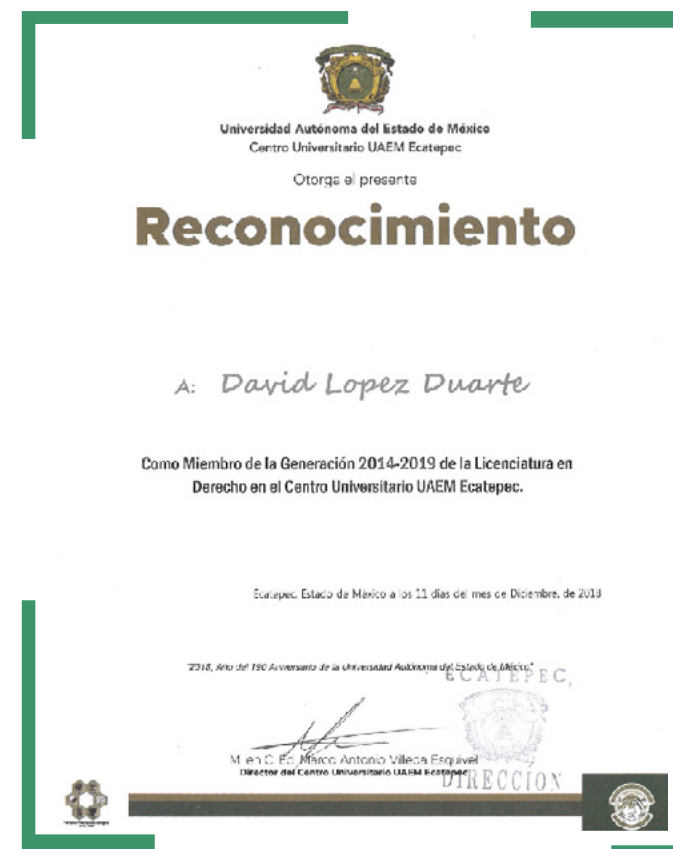 Universidad Autónoma del Estado de México
Centro Universitario UAEM Ecatepec
Otorga el presente
Reconocimiento
A: David Lopez Duarte
Como Miembro de la Generación 2014-2019 de la Licenciatura en
Derecho en el Centro Universitario UAEM Ecatepec.
Ecatepec, Estado de México a los 11 días del mes de Diciembre, de 2018
"2018, Año del 190 Aniversario de la Universidad Autónoma del Estado de México"
ECATEPEC,
M. en C. Ed. Marco Antonio Villeda Esquivel
Director del Centro Universitario UAEM Ecatepec
DIRECCION